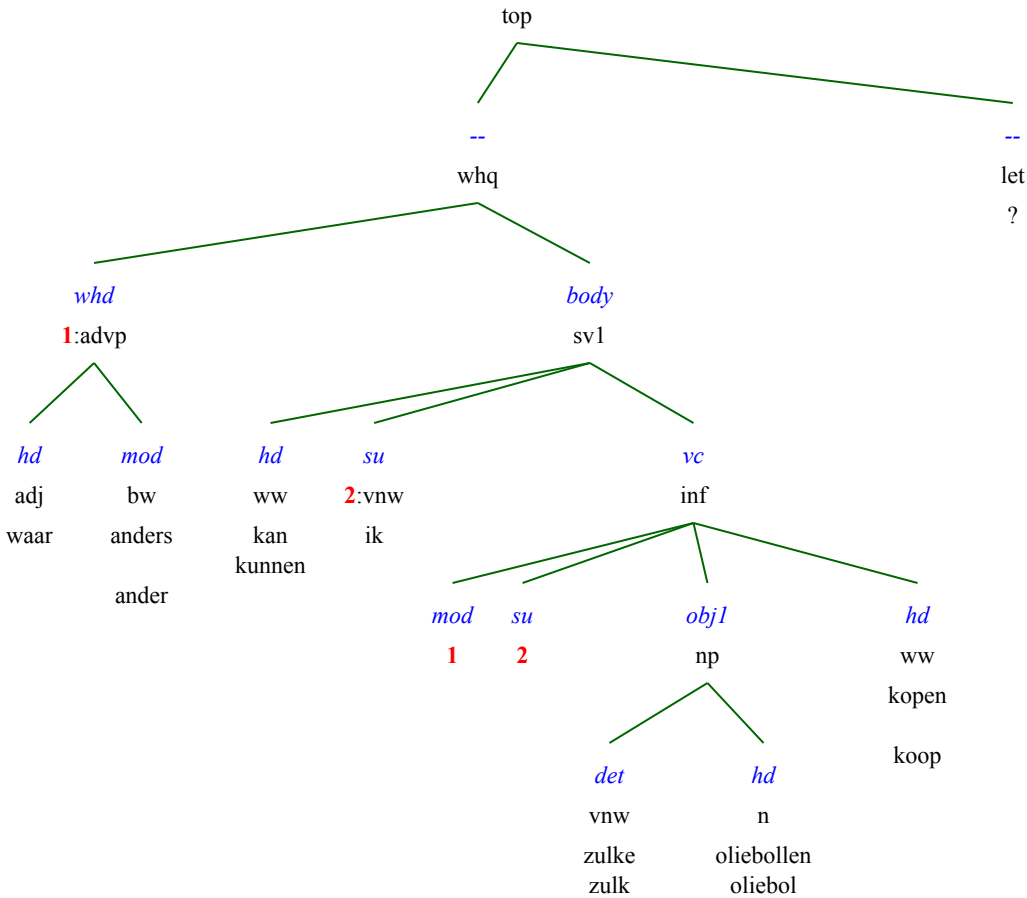 top
-- --
whq let
?
whd body
1:advp sv1
hd mod hd su vc
adj bw ww 2:vnw inf
waar anders kan ik
kunnen
ander
mod su obj1 hd
1 2 np ww
kopen
koop
det hd
vnw n
zulke oliebollen
zulk oliebol